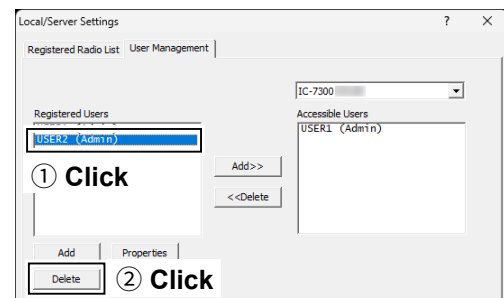 Local/Server Settings ? ×
Registered Radio List User Management
IC-7300
Registered Users Accessible Users
USER2 (Admin) USER1 (Admin)
① Click
Add>>
<<Delete
Add Properties
Delete ② Click